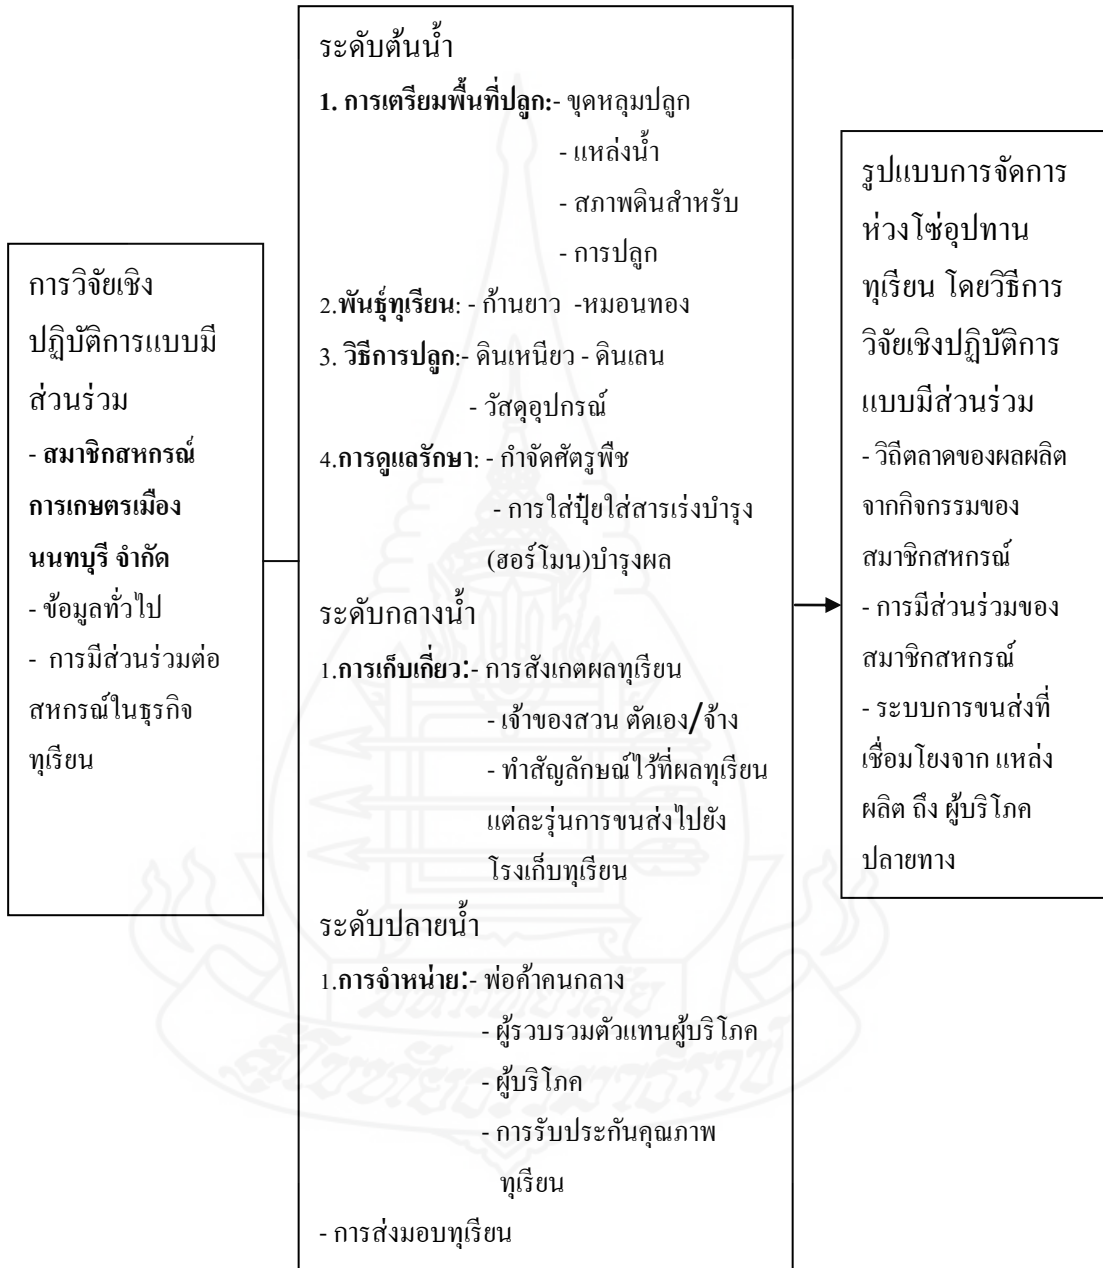 การวิจัยเชิง
ปฏิบัติการแบบมี
ส่วนร่วม
- สมาชิกสหกรณ์
การเกษตรเมือง
นนทบุรี จำกัด
- ข้อมูลทั่วไป
- การมีส่วนร่วมต่อ
สหกรณ์ในธุรกิจ
ทุเรียน
ระดับต้นน้ำ
1. การเตรียมพื้นที่ปลูก:- ขุดหลุมปลูก
- แหล่งน้ำ
- สภาพดินสำหรับ
- การปลูก
2.พันธุ์ทุเรียน: - ก้านยาว -หมอนทอง
3. วิธีการปลูก:- ดินเหนียว - ดินเลน
- วัสดุอุปกรณ์
4.การดูแลรักษา: - กำจัดศัตรูพืช
- การใส่ปุ๋ยใส่สารเร่งบำรุง
(ฮอร์โมน)บำรุงผล
ระดับกลางน้ำ
1.การเก็บเกี่ยว:- การสังเกตผลทุเรียน
- เจ้าของสวน ตัดเอง/จ้าง
- ทำสัญลักษณ์ไว้ที่ผลทุเรียน
แต่ละรุ่นการขนส่งไปยัง
โรงเก็บทุเรียน
ระดับปลายน้ำ
1.การจำหน่าย:- พ่อค้าคนกลาง
- ผู้รวบรวมตัวแทนผู้บริโภค
- ผู้บริโภค
- การรับประกันคุณภาพ
ทุเรียน
- การส่งมอบทุเรียน
รูปแบบการจัดการ
ห่วงโซ่อุปทาน
ทุเรียน โดยวิธีการ
วิจัยเชิงปฏิบัติการ
แบบมีส่วนร่วม
- วิถีตลาดของผลผลิต
จากกิจกรรมของ
สมาชิกสหกรณ์
- การมีส่วนร่วมของ
สมาชิกสหกรณ์
- ระบบการขนส่งที่
เชื่อมโยงจาก แหล่ง
ผลิต ถึง ผู้บริโภค
ปลายทาง
มหาวิทยาลัย
สุโขทัยธรรมาธิราช